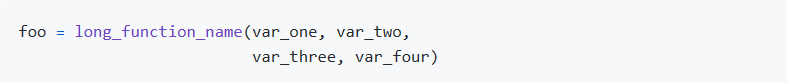 foo = long_function_name(var_one, var_two,
                         var_three, var_four)